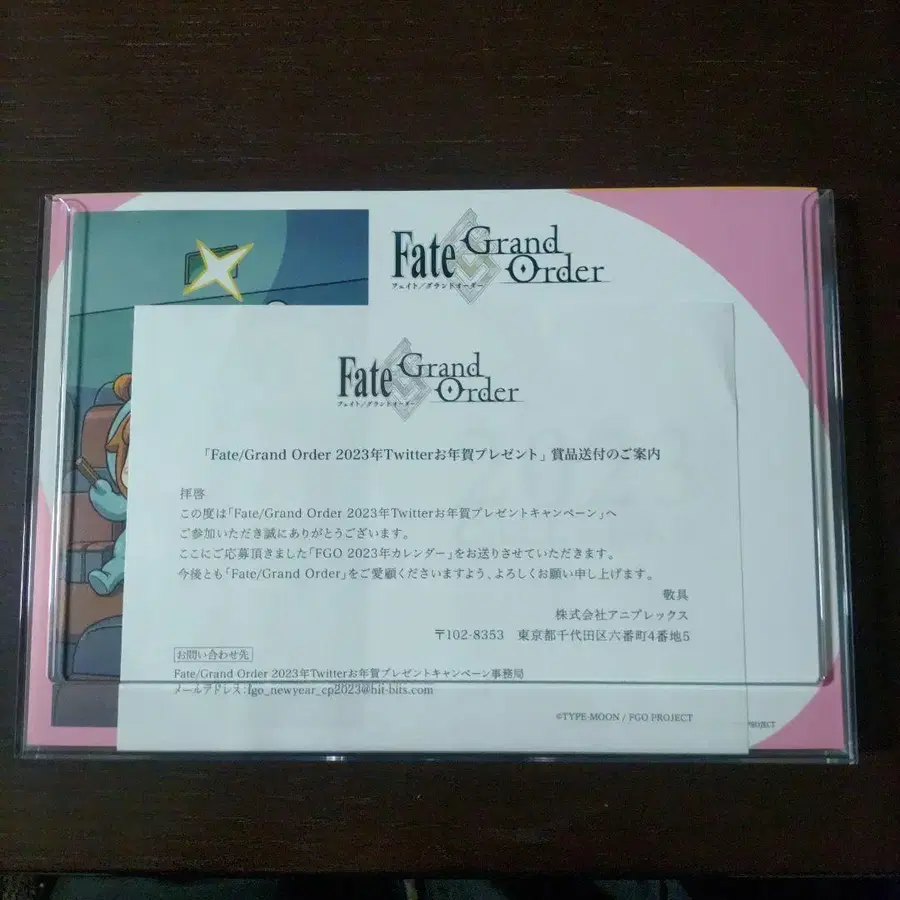 Fate Grand Order
フェイト/グランドオーダー
Fate Grand Order
フェイト/グランドオーダー
「Fate/Grand Order 2023年Twitterお年賀プレゼント」賞品送付のご案内
拝啓
この度は「Fate/Grand Order 2023年Twitterお年賀プレゼントキャンペーン」へ
ご参加いただき誠にありがとうございます。
ここにご応募頂きました「FGO 2023年カレンダー」をお送りさせていただきます。
今後とも「Fate/Grand Order」をご愛顧くださいますよう、よろしくお願い申し上げます。
敬具
株式会社アニプレックス
〒102-8353 東京都千代田区六番町4番地5
お問い合わせ先
Fate/Grand Order 2023年Twitterお年賀プレゼントキャンペーン事務局
メールアドレス:fgo_newyear_cp2023@hit-bits.com
©TYPE-MOON / FGO PROJECT
PROJECT